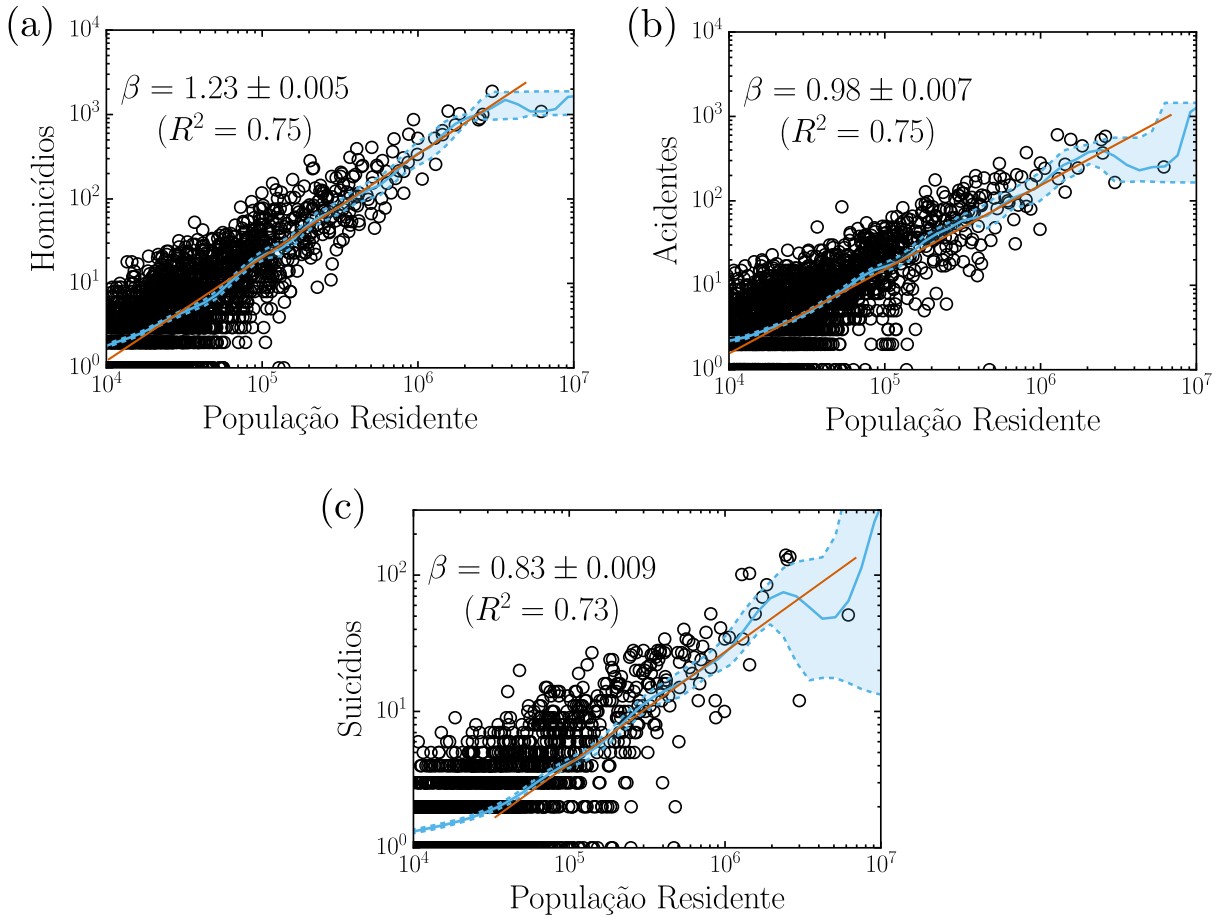 (a)
10^4
10^3
10^2
10^1
10^0
Homicídios
β = 1.23 ± 0.005
(R^2 = 0.75)
10^4 10^5 10^6 10^7
População Residente
(b)
10^4
10^3
10^2
10^1
10^0
Acidentes
β = 0.98 ± 0.007
(R^2 = 0.75)
10^4 10^5 10^6 10^7
População Residente
(c)
10^2
10^1
10^0
Suicídios
β = 0.83 ± 0.009
(R^2 = 0.73)
10^4 10^5 10^6 10^7
População Residente